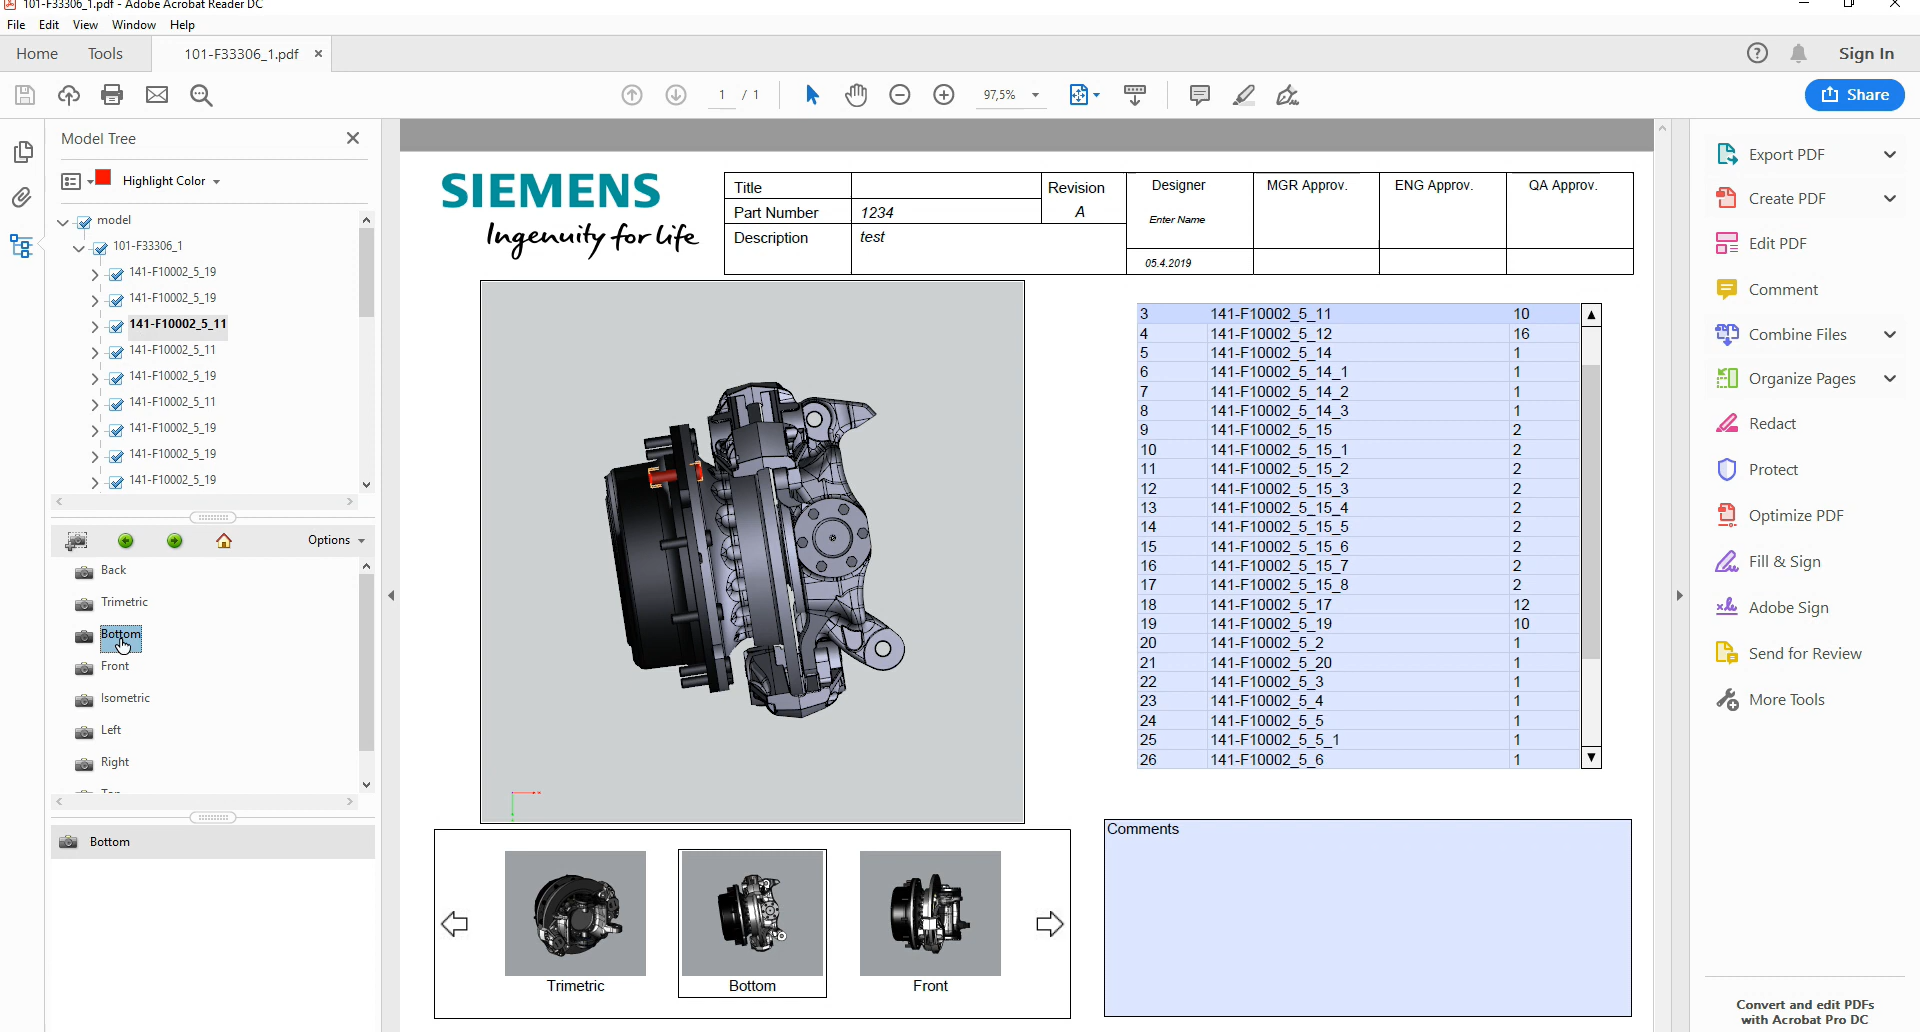 101-F33306_1.pdf - Adobe Acrobat Reader DC
File Edit View Window Help
Home Tools 101-F33306_1.pdf × Sign In
1 / 1 97,5% Share
Model Tree
Highlight Color
model
101-F33306_1
141-F10002_5_19
141-F10002_5_19
141-F10002_5_11
141-F10002_5_11
141-F10002_5_19
141-F10002_5_11
141-F10002_5_19
141-F10002_5_19
141-F10002_5_19
Options
Back
Trimetric
Bottom
Front
Isometric
Left
Right
Bottom
SIEMENS
Ingenuity for life
Title Revision Designer MGR Approv. ENG Approv. QA Approv.
Part Number 1234 A Enter Name
Description test
05.4.2019
3 141-F10002_5_11 10
4 141-F10002_5_12 16
5 141-F10002_5_14 1
6 141-F10002_5_14_1 1
7 141-F10002_5_14_2 1
8 141-F10002_5_14_3 1
9 141-F10002_5_15 2
10 141-F10002_5_15_1 2
11 141-F10002_5_15_2 2
12 141-F10002_5_15_3 2
13 141-F10002_5_15_4 2
14 141-F10002_5_15_5 2
15 141-F10002_5_15_6 2
16 141-F10002_5_15_7 2
17 141-F10002_5_15_8 2
18 141-F10002_5_17 12
19 141-F10002_5_19 10
20 141-F10002_5_2 1
21 141-F10002_5_20 1
22 141-F10002_5_3 1
23 141-F10002_5_4 1
24 141-F10002_5_5 1
25 141-F10002_5_5_1 1
26 141-F10002_5_6 1
Trimetric Bottom Front
Comments
Export PDF
Create PDF
Edit PDF
Comment
Combine Files
Organize Pages
Redact
Protect
Optimize PDF
Fill & Sign
Adobe Sign
Send for Review
More Tools
Convert and edit PDFs
with Acrobat Pro DC